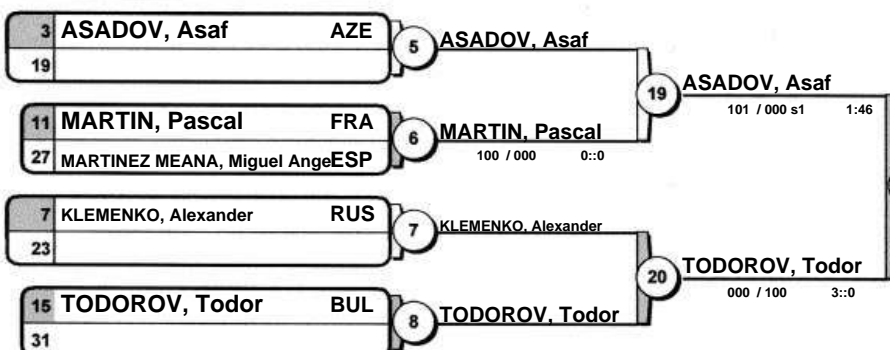 3 ASADOV, Asaf AZE
19
5 ASADOV, Asaf
11 MARTIN, Pascal FRA
27 MARTINEZ MEANA, Miguel Ange ESP
6 MARTIN, Pascal
100 / 000 0::0
19 ASADOV, Asaf
101 / 000 s1 1:46
7 KLEMENKO, Alexander RUS
23
7 KLEMENKO, Alexander
15 TODOROV, Todor BUL
31
8 TODOROV, Todor
20 TODOROV, Todor
000 / 100 3::0